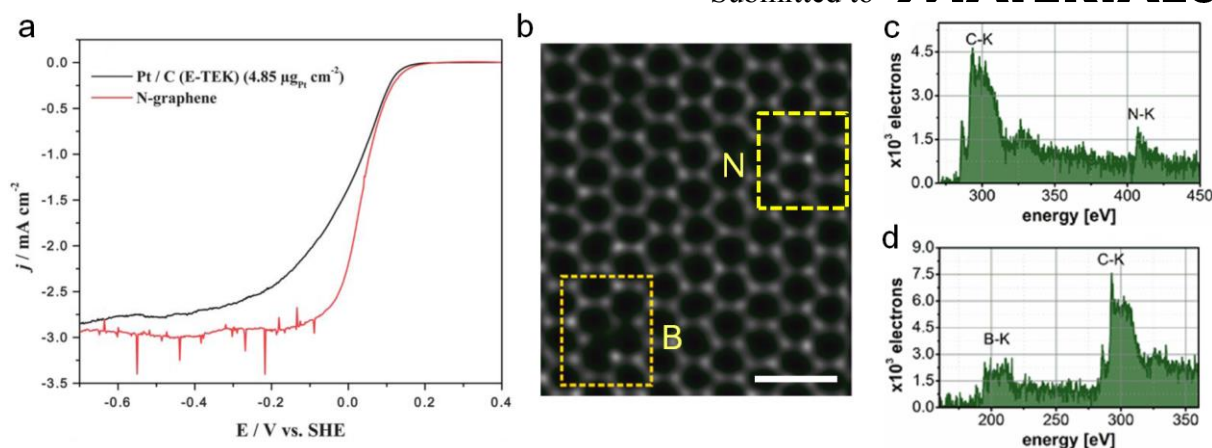 Submitted to
a
Pt / C (E-TEK) (4.85 μg_Pt cm⁻²)
N-graphene
0.0
-0.5
-1.0
-1.5
-2.0
-2.5
-3.0
-3.5
j / mA cm⁻²
-0.6
-0.4
-0.2
0.0
0.2
0.4
E / V vs. SHE
b
N
B
c
C-K
N-K
4.5
3.0
1.5
0.0
x10³ electrons
300
350
400
450
energy [eV]
d
C-K
B-K
9.0
7.5
6.0
4.5
3.0
1.5
0.0
x10³ electrons
200
250
300
350
energy [eV]